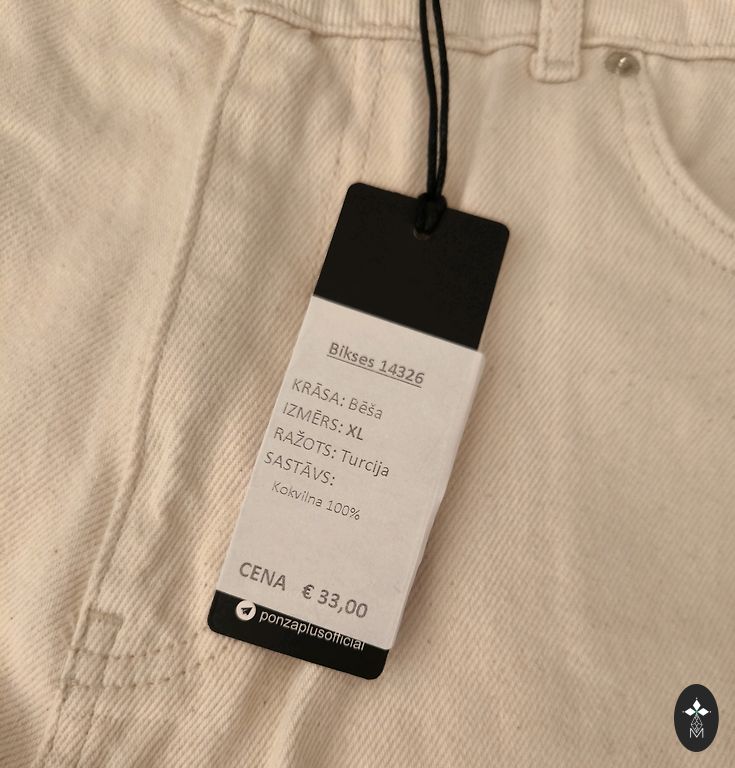 Bikses 14326
KRĀSA: Bēša
IZMĒRS: XL
RAŽOTS: Turcija
SASTĀVS:
Kokvilna 100%
CENA € 33,00
ponzaplusofficial
M